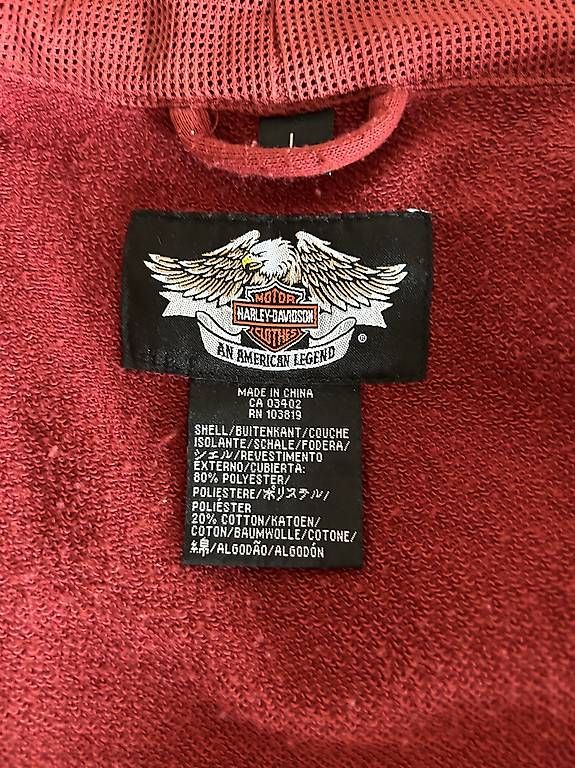 MOTOR
HARLEY-DAVIDSON
CLOTHES
AN AMERICAN LEGEND
®
MADE IN CHINA
CA 03402
RN 103819
SHELL/BUITENKANT/COUCHE
ISOLANTE/SCHALE/FODERA/
シェル/REVESTIMENTO
EXTERNO/CUBIERTA:
80% POLYESTER/
POLIESTERE/ポリステル/
POLIÉSTER
20% COTTON/KATOEN/
COTON/BAUMWOLLE/COTONE/
綿/ALGODÃO/ALGODÓN